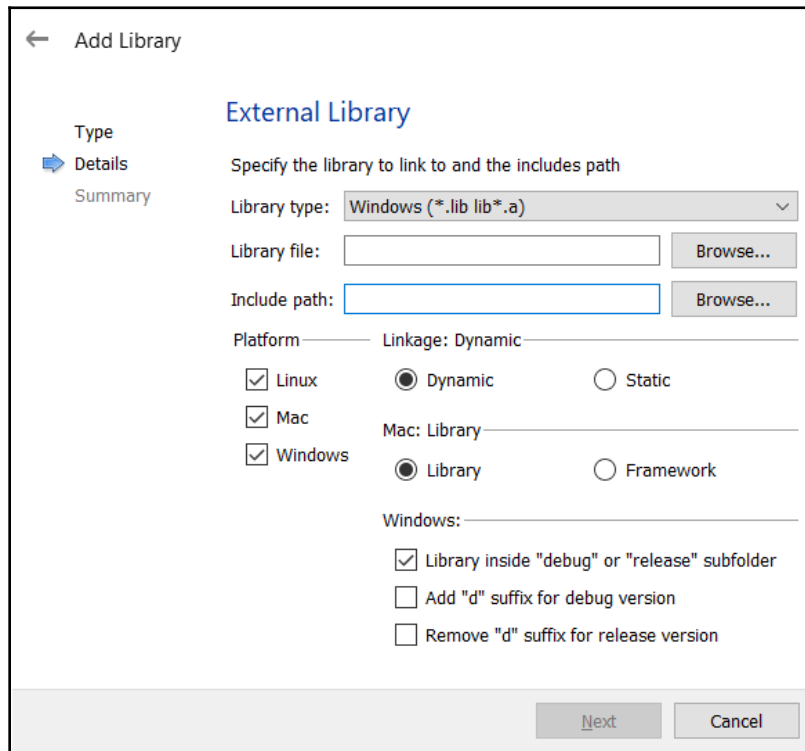 Add Library
Type
Details
Summary
External Library
Specify the library to link to and the includes path
Library type: Windows (*.lib lib*.a)
Library file: Browse...
Include path: Browse...
Platform Linkage: Dynamic
Linux Dynamic Static
Mac
Mac: Library
Windows
Library Framework
Windows:
Library inside "debug" or "release" subfolder
Add "d" suffix for debug version
Remove "d" suffix for release version
Next Cancel